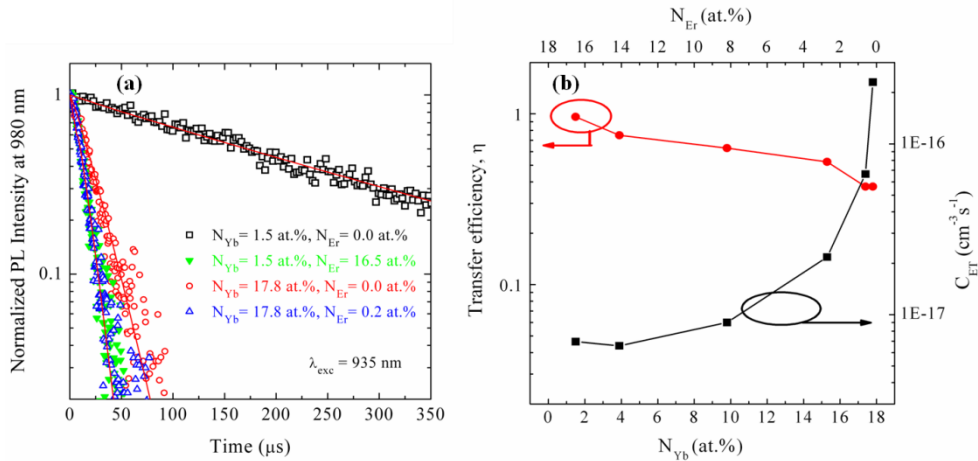 (a)
Normalized PL Intensity at 980 nm
1
0.1
N_Yb= 1.5 at.%, N_Er= 0.0 at.%
N_Yb= 1.5 at.%, N_Er= 16.5 at.%
N_Yb= 17.8 at.%, N_Er= 0.0 at.%
N_Yb= 17.8 at.%, N_Er= 0.2 at.%
λ_exc = 935 nm
0 50 100 150 200 250 300 350
Time (µs)
N_Er (at.%)
18 16 14 12 10 8 6 4 2 0
(b)
Transfer efficiency, η
1
0.1
1E-16
1E-17
C_ET (cm⁻³ s⁻¹)
0 2 4 6 8 10 12 14 16 18
N_Yb (at.%)